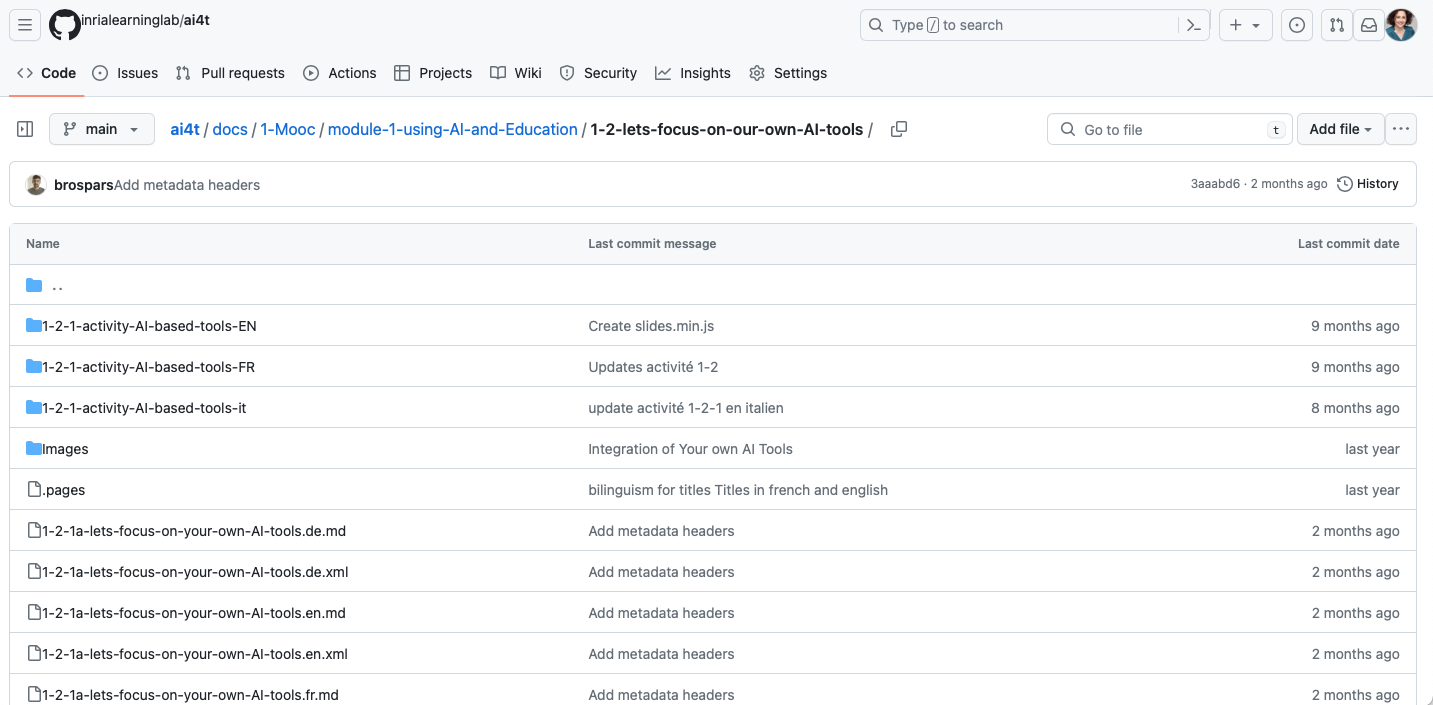 inrialearninglab/ai4t Type / to search
Code Issues Pull requests Actions Projects Wiki Security Insights Settings
main ai4t / docs / 1-Mooc / module-1-using-AI-and-Education / 1-2-lets-focus-on-our-own-AI-tools / Go to file t Add file
brosparsAdd metadata headers 3aaabd6 · 2 months ago History
Name Last commit message Last commit date
..
1-2-1-activity-AI-based-tools-EN Create slides.min.js 9 months ago
1-2-1-activity-AI-based-tools-FR Updates activité 1-2 9 months ago
1-2-1-activity-AI-based-tools-it update activité 1-2-1 en italien 8 months ago
Images Integration of Your own AI Tools last year
.pages bilinguism for titles Titles in french and english last year
1-2-1a-lets-focus-on-your-own-AI-tools.de.md Add metadata headers 2 months ago
1-2-1a-lets-focus-on-your-own-AI-tools.de.xml Add metadata headers 2 months ago
1-2-1a-lets-focus-on-your-own-AI-tools.en.md Add metadata headers 2 months ago
1-2-1a-lets-focus-on-your-own-AI-tools.en.xml Add metadata headers 2 months ago
1-2-1a-lets-focus-on-your-own-AI-tools.fr.md Add metadata headers 2 months ago